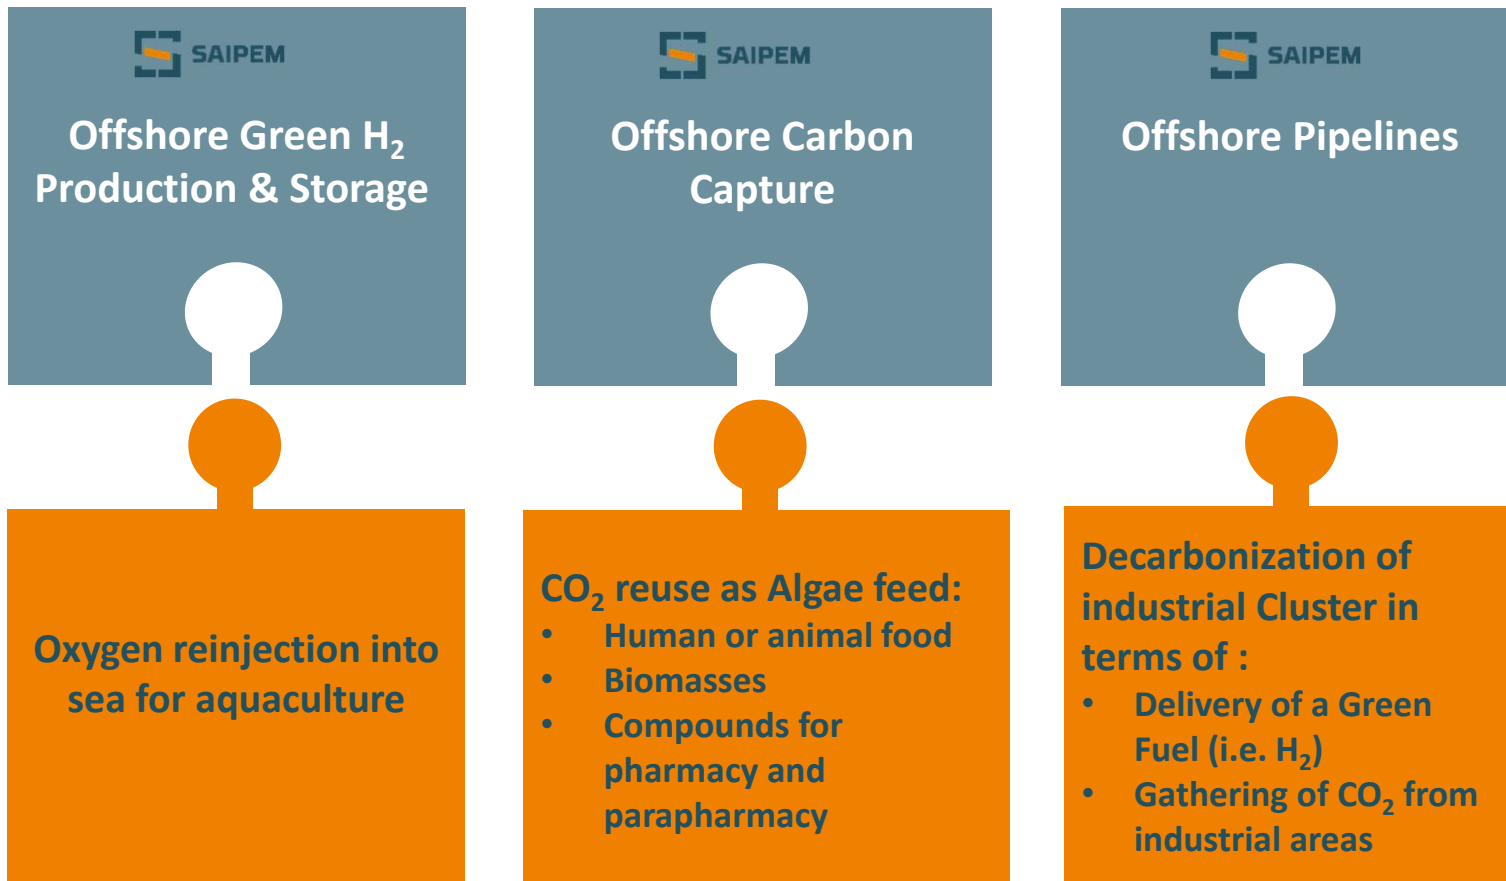 SAIPEM
Offshore Green H₂
Production & Storage
SAIPEM
Offshore Carbon
Capture
SAIPEM
Offshore Pipelines
Oxygen reinjection into
sea for aquaculture
CO₂ reuse as Algae feed:
• Human or animal food
• Biomasses
• Compounds for
pharmacy and
parapharmacy
Decarbonization of
industrial Cluster in
terms of :
• Delivery of a Green
Fuel (i.e. H₂)
• Gathering of CO₂ from
industrial areas